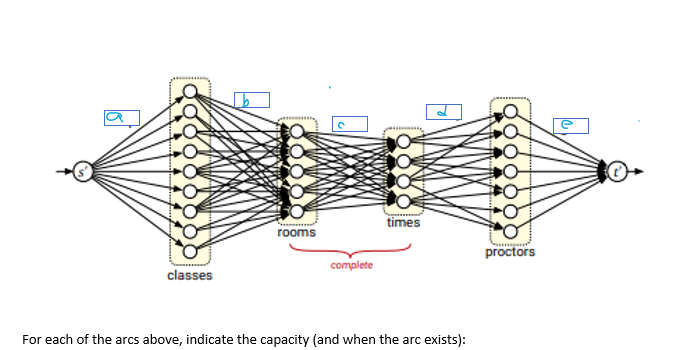 a
b
c
d
e
s'
t'
rooms
times
proctors
complete
classes
For each of the arcs above, indicate the capacity (and when the arc exists):